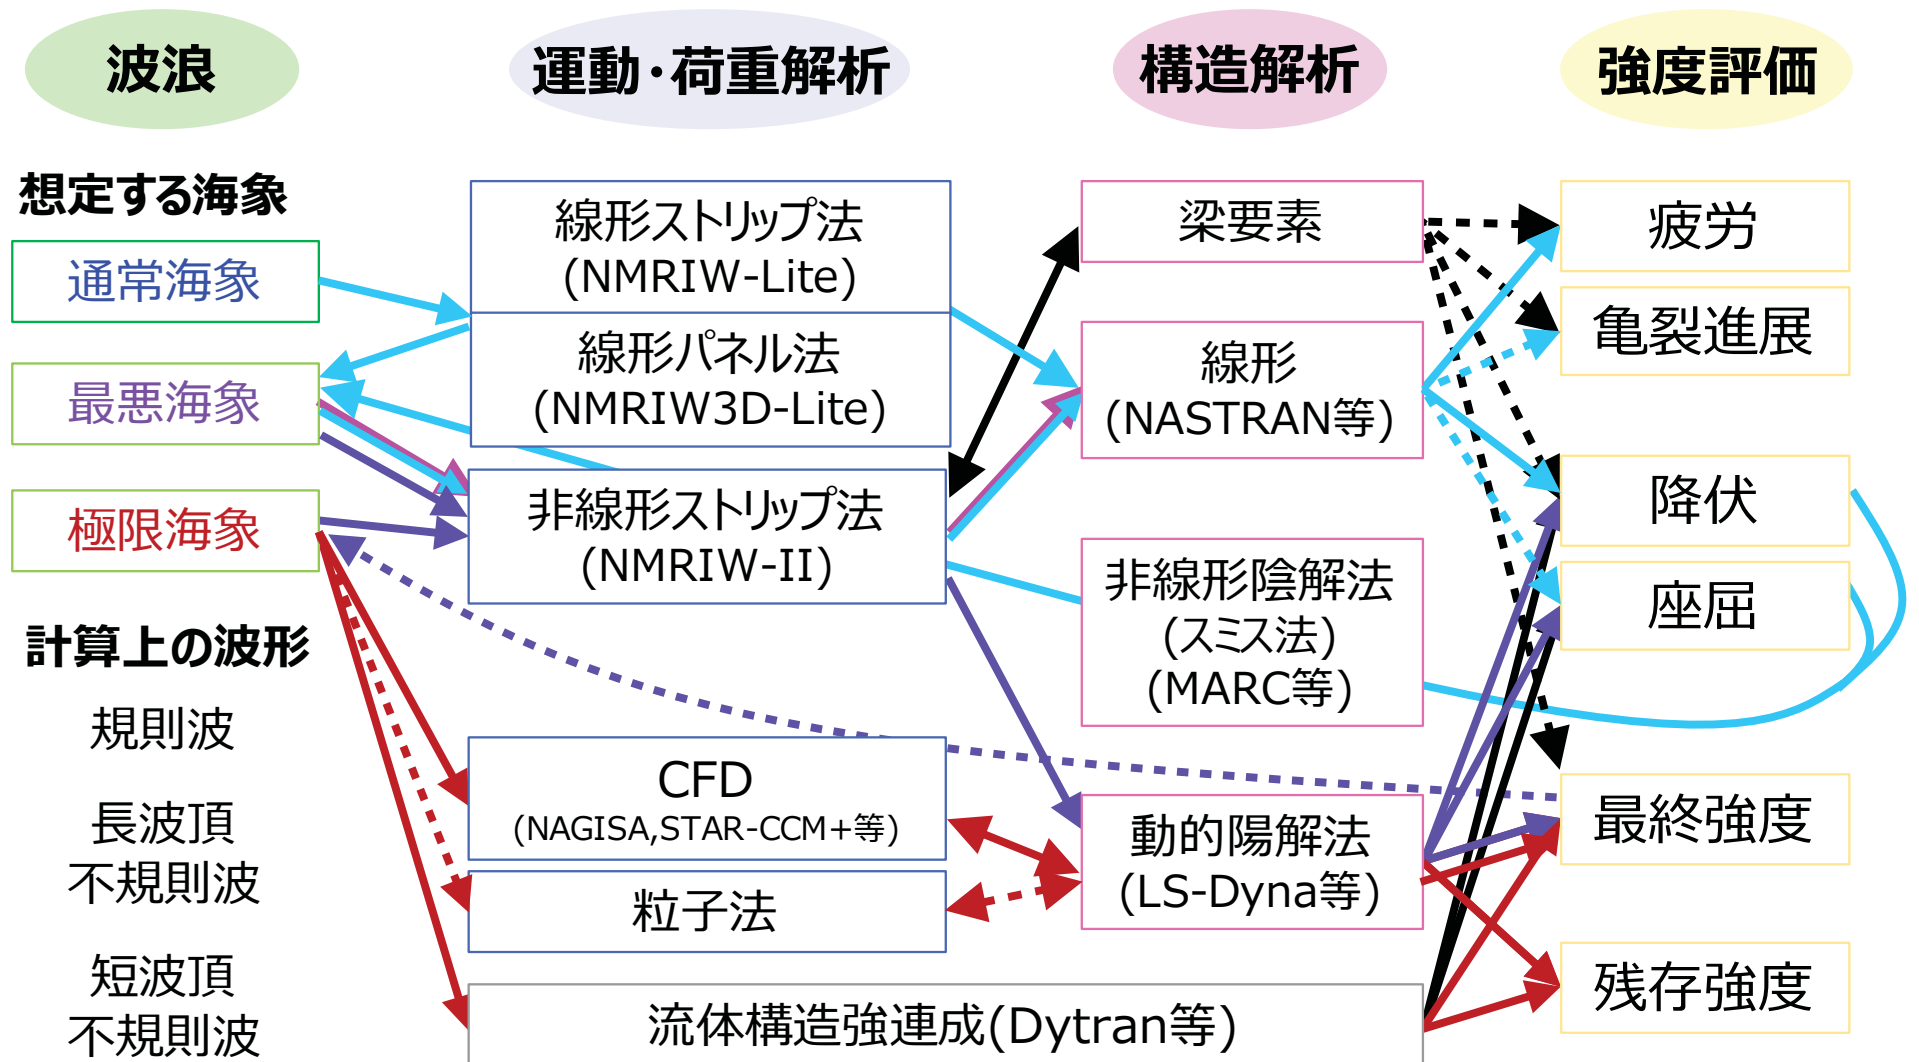 波浪
運動・荷重解析
構造解析
強度評価
想定する海象
通常海象
最悪海象
極限海象
計算上の波形
規則波
長波頂
不規則波
短波頂
不規則波
線形ストリップ法
(NMRIW-Lite)
線形パネル法
(NMRIW3D-Lite)
非線形ストリップ法
(NMRIW-II)
CFD
(NAGISA,STAR-CCM+等)
粒子法
流体構造強連成(Dytran等)
梁要素
線形
(NASTRAN等)
非線形陰解法
(スミス法)
(MARC等)
動的陽解法
(LS-Dyna等)
疲労
亀裂進展
降伏
座屈
最終強度
残存強度